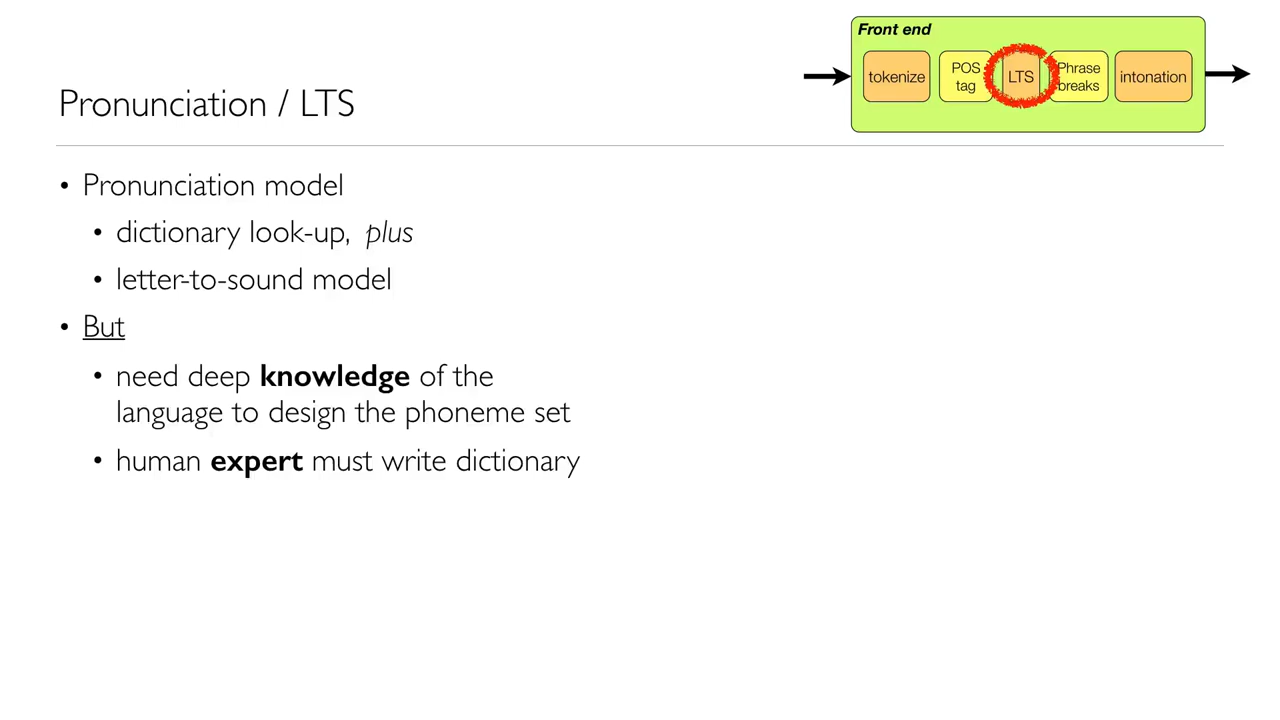 Front end
tokenize
POS
tag
LTS
Phrase
breaks
intonation
Pronunciation / LTS
• Pronunciation model
• dictionary look-up, plus
• letter-to-sound model
• But
• need deep knowledge of the
language to design the phoneme set
• human expert must write dictionary